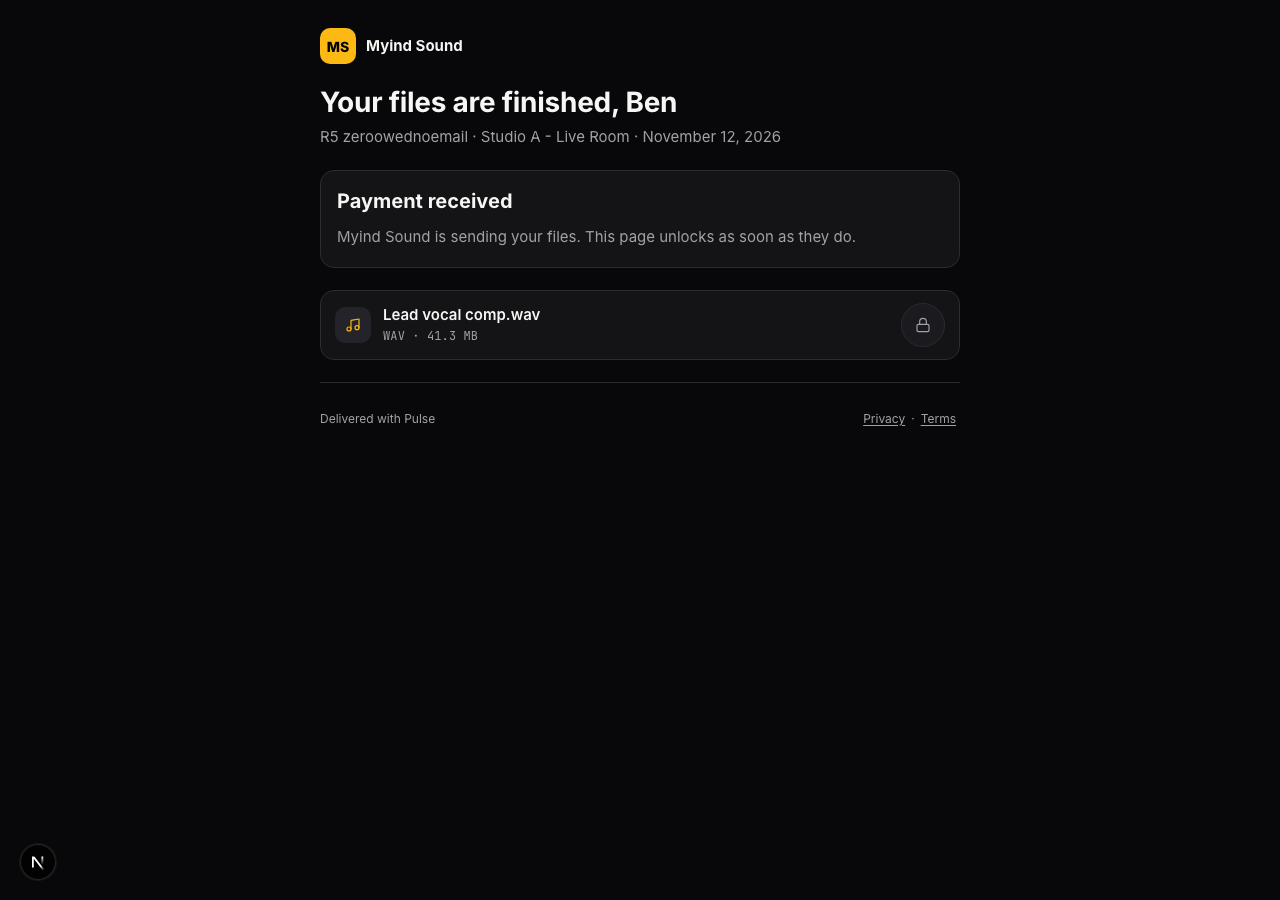 MS
Myind Sound
Your files are finished, Ben
R5 zeroowednoemail · Studio A - Live Room · November 12, 2026
Payment received
Myind Sound is sending your files. This page unlocks as soon as they do.
Lead vocal comp.wav
WAV · 41.3 MB
Delivered with Pulse
Privacy · Terms
N